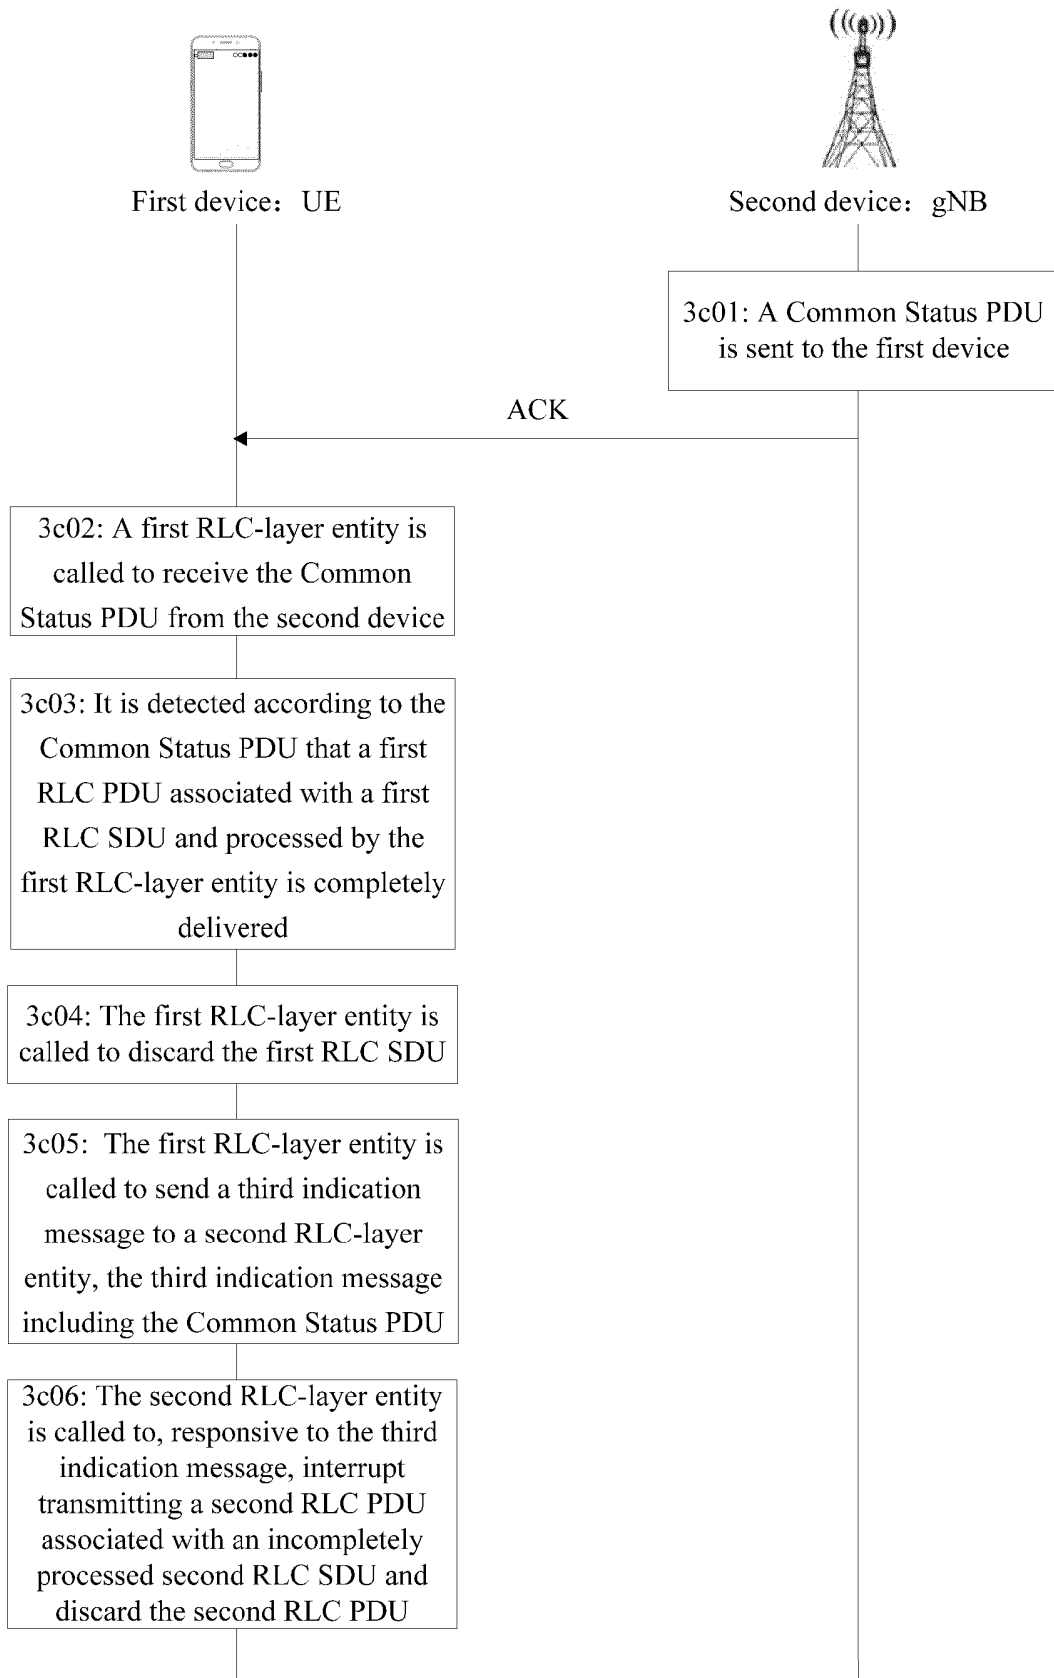 First device: UE
Second device: gNB
3c01: A Common Status PDU
is sent to the first device
ACK
3c02: A first RLC-layer entity is
called to receive the Common
Status PDU from the second device
3c03: It is detected according to the
Common Status PDU that a first
RLC PDU associated with a first
RLC SDU and processed by the
first RLC-layer entity is completely
delivered
3c04: The first RLC-layer entity is
called to discard the first RLC SDU
3c05: The first RLC-layer entity is
called to send a third indication
message to a second RLC-layer
entity, the third indication message
including the Common Status PDU
3c06: The second RLC-layer entity
is called to, responsive to the third
indication message, interrupt
transmitting a second RLC PDU
associated with an incompletely
processed second RLC SDU and
discard the second RLC PDU